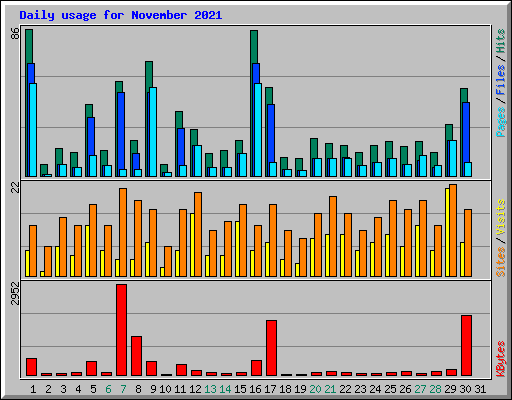 Daily usage for November 2021
86
Pages / Files / Hits
22
Sites / Visits
2952
KBytes
1 2 3 4 5 6 7 8 9 10 11 12 13 14 15 16 17 18 19 20 21 22 23 24 25 26 27 28 29 30 31